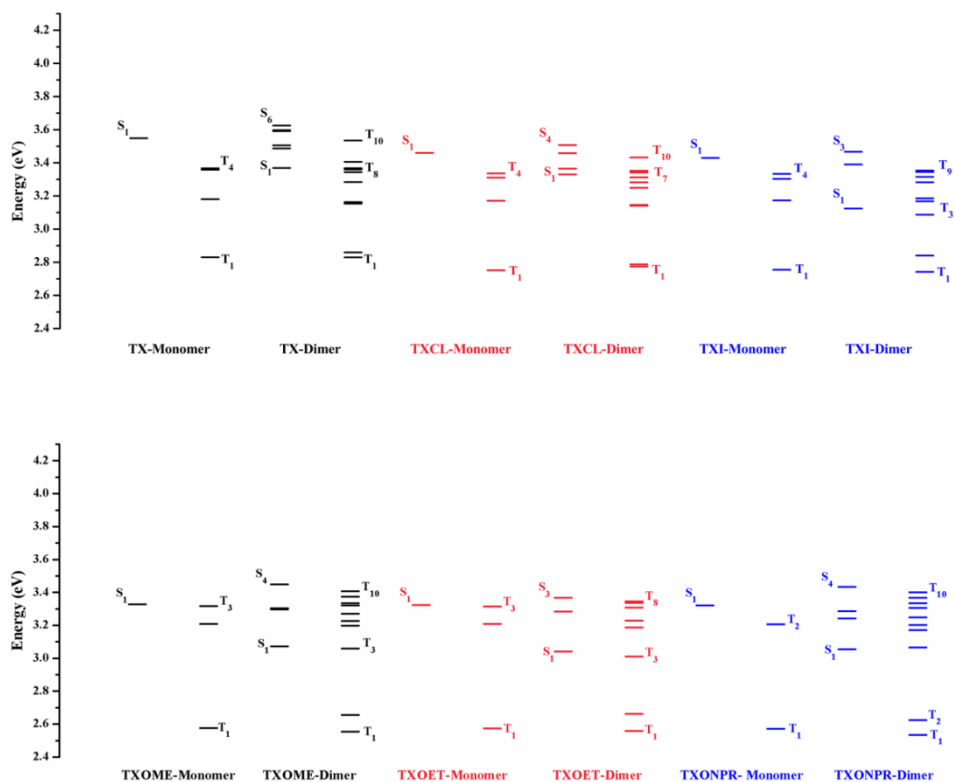 4.2
4.0
3.8
3.6
3.4
3.2
3.0
2.8
2.6
2.4
Energy (eV)
S1
T4
T1
S6
S1
T10
T8
T1
S1
T4
T1
S4
S1
T10
T7
T1
S1
T4
T1
S3
S1
T9
T3
T1
TX-Monomer
TX-Dimer
TXCL-Monomer
TXCL-Dimer
TXI-Monomer
TXI-Dimer
4.2
4.0
3.8
3.6
3.4
3.2
3.0
2.8
2.6
2.4
Energy (eV)
S1
T3
T1
S4
S1
T10
T3
T1
S1
T3
T1
S3
S1
T8
T3
T1
S1
T2
T1
S4
S1
T10
T2
T1
TXOME-Monomer
TXOME-Dimer
TXOET-Monomer
TXOET-Dimer
TXONPR- Monomer
TXONPR-Dimer